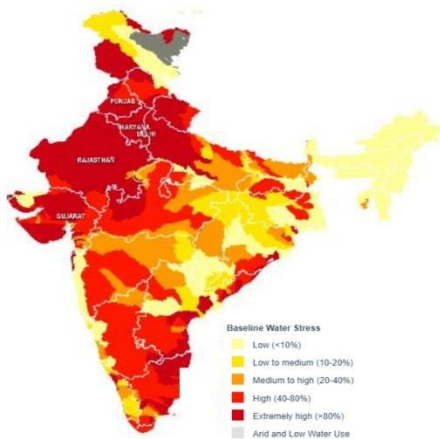 PUNJAB
HARYANA
DELHI
RAJASTHAN
GUJARAT
Baseline Water Stress
Low (<10%)
Low to medium (10-20%)
Medium to high (20-40%)
High (40-80%)
Extremely high (>80%)
Arid and Low Water Use